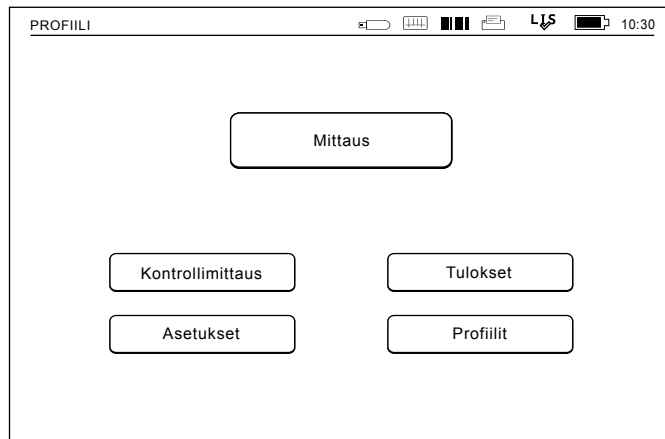 PROFIILI LIS 10:30
Mittaus
Kontrollimittaus Tulokset
Asetukset Profiilit